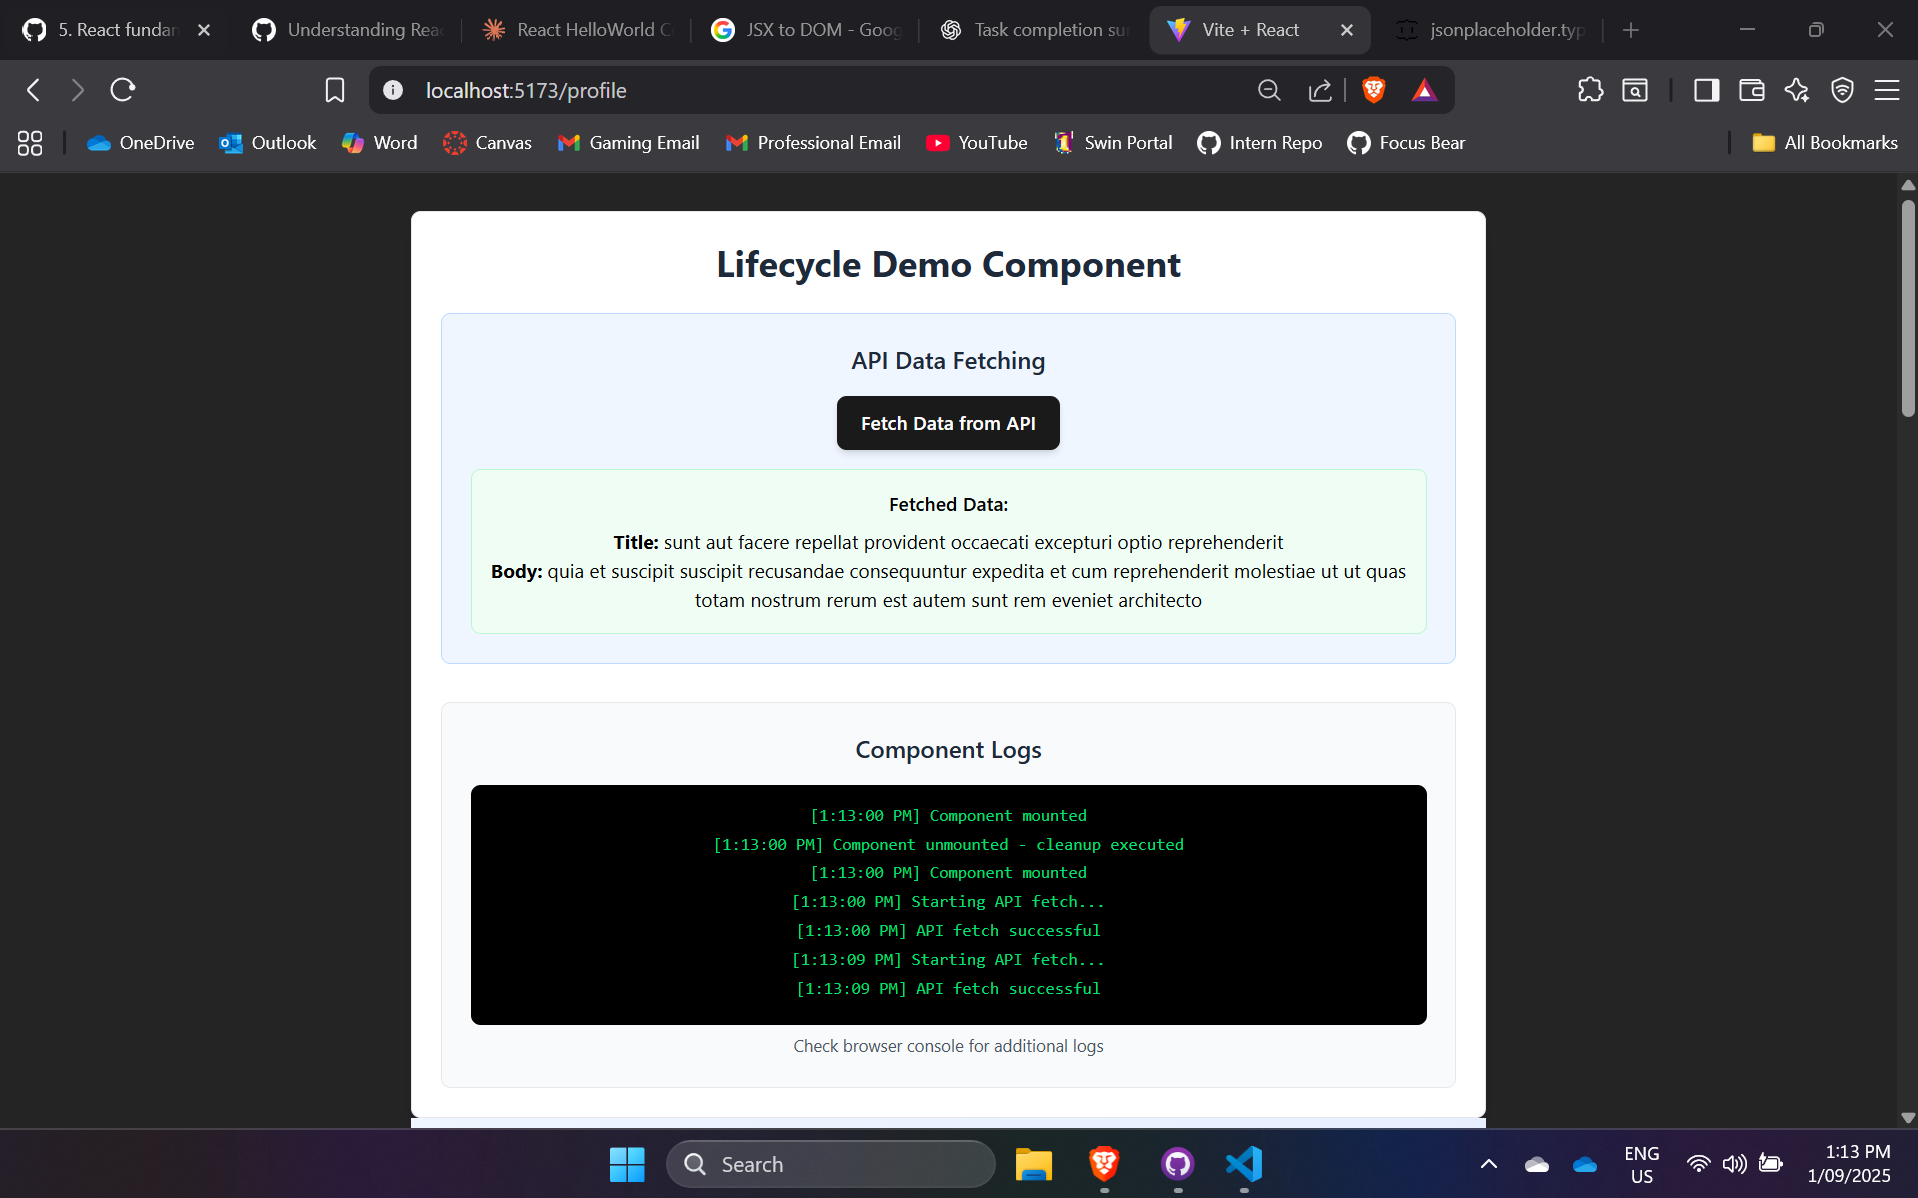 5. React fundan
Understanding Rea
React HelloWorld C
JSX to DOM - Goog
Task completion su
Vite + React
jsonplaceholder.typ
localhost:5173/profile
OneDrive
Outlook
Word
Canvas
Gaming Email
Professional Email
YouTube
Swin Portal
Intern Repo
Focus Bear
All Bookmarks
Lifecycle Demo Component
API Data Fetching
Fetch Data from API
Fetched Data:
Title: sunt aut facere repellat provident occaecati excepturi optio reprehenderit
Body: quia et suscipit suscipit recusandae consequuntur expedita et cum reprehenderit molestiae ut ut quas
totam nostrum rerum est autem sunt rem eveniet architecto
Component Logs
[1:13:00 PM] Component mounted
[1:13:00 PM] Component unmounted - cleanup executed
[1:13:00 PM] Component mounted
[1:13:00 PM] Starting API fetch...
[1:13:00 PM] API fetch successful
[1:13:09 PM] Starting API fetch...
[1:13:09 PM] API fetch successful
Check browser console for additional logs
Search
ENG
US
1:13 PM
1/09/2025